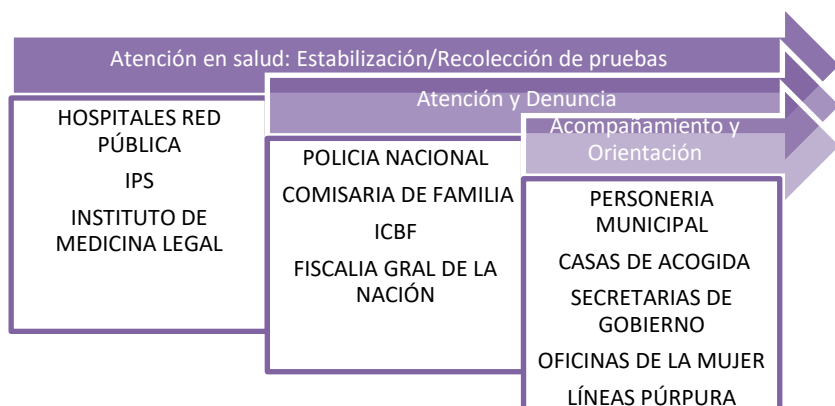 Atención en salud: Estabilización/Recolección de pruebas
HOSPITALES RED
PÚBLICA
IPS
INSTITUTO DE
MEDICINA LEGAL
Atención y Denuncia
POLICIA NACIONAL
COMISARIA DE FAMILIA
ICBF
FISCALIA GRAL DE LA
NACIÓN
Acompañamiento y
Orientación
PERSONERIA
MUNICIPAL
CASAS DE ACOGIDA
SECRETARIAS DE
GOBIERNO
OFICINAS DE LA MUJER
LÍNEAS PÚRPURA